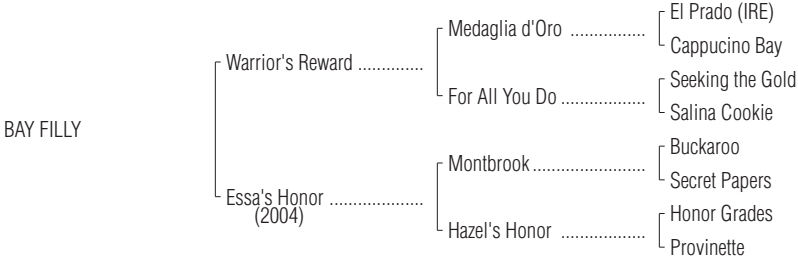 El Prado (IRE)
Medaglia d'Oro ................
Cappucino Bay
Warrior's Reward ..............
Seeking the Gold
For All You Do ..................
Salina Cookie
BAY FILLY
Buckaroo
Montbrook ........................
Secret Papers
Essa's Honor ....................
(2004)
Honor Grades
Hazel's Honor ..................
Provinette